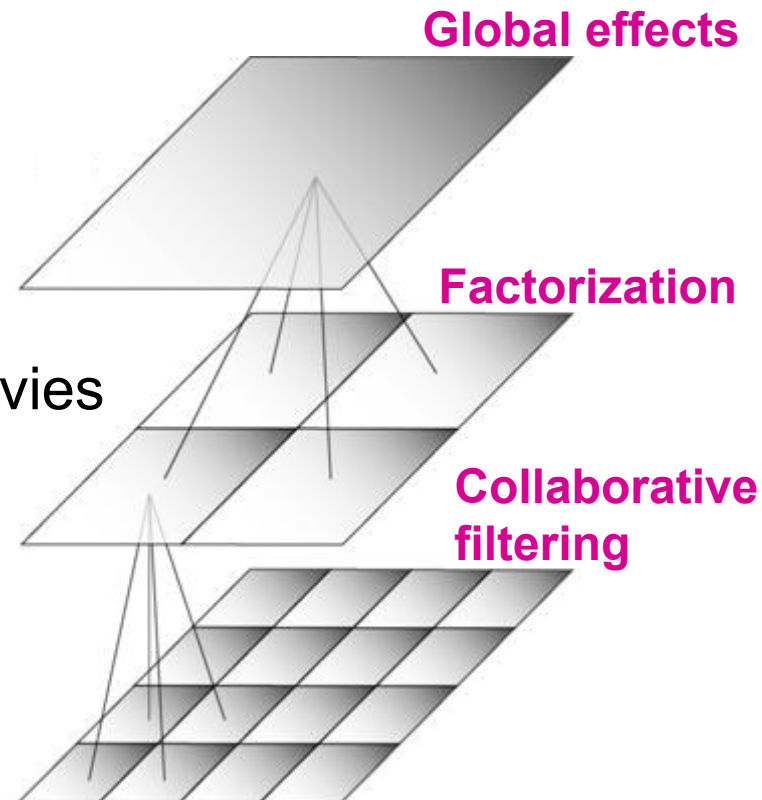 Global effects
Factorization
vies
Collaborative
filtering